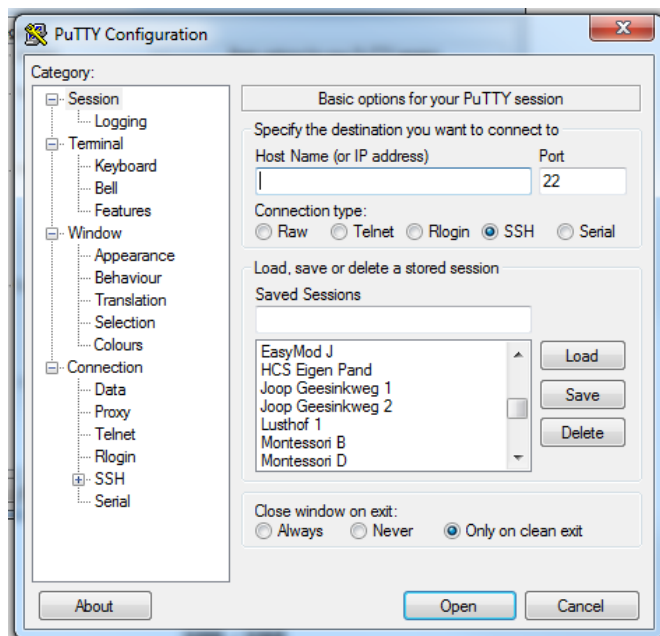 PuTTY Configuration
Category:
Session
Logging
Terminal
Keyboard
Bell
Features
Window
Appearance
Behaviour
Translation
Selection
Colours
Connection
Data
Proxy
Telnet
Rlogin
SSH
Serial
Basic options for your PuTTY session
Specify the destination you want to connect to
Host Name (or IP address) Port
22
Connection type:
Raw Telnet Rlogin SSH Serial
Load, save or delete a stored session
Saved Sessions
EasyMod J
HCS Eigen Pand
Joop Geesinkweg 1
Joop Geesinkweg 2
Lusthof 1
Montessori B
Montessori D
Load
Save
Delete
Close window on exit:
Always Never Only on clean exit
About Open Cancel